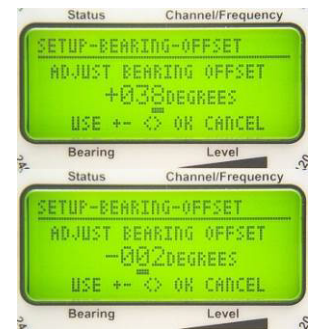 Status Channel/Frequency
SETUP-BEARING-OFFSET
ADJUST BEARING OFFSET
+038DEGREES
USE +- <> OK CANCEL
Bearing Level
Status Channel/Frequency
SETUP-BEARING-OFFSET
ADJUST BEARING OFFSET
-002DEGREES
USE +- <> OK CANCEL
Bearing Level